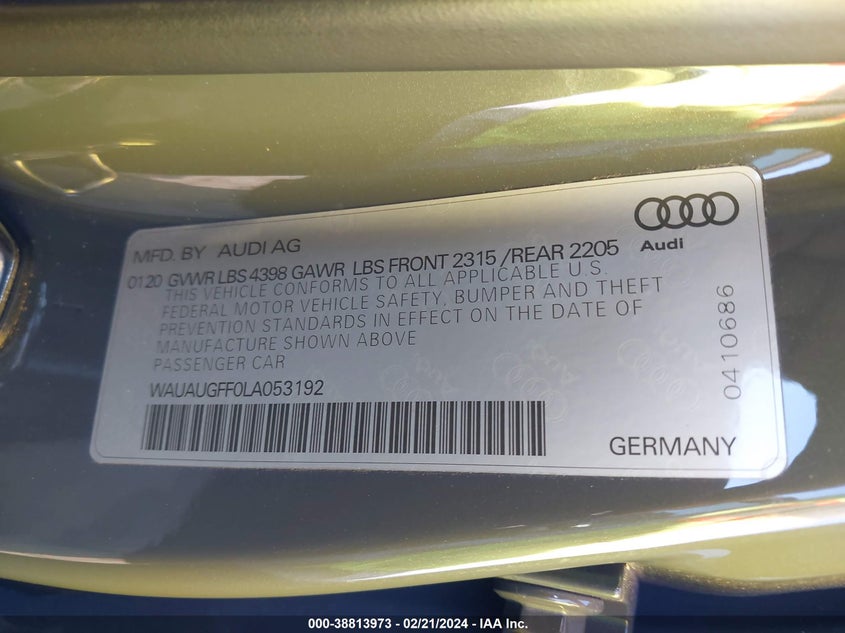 MFD. BY AUDI AG
Audi
0120 GVWR LBS 4398 GAWR LBS FRONT 2315 /REAR 2205
THIS VEHICLE CONFORMS TO ALL APPLICABLE U.S.
FEDERAL MOTOR VEHICLE SAFETY, BUMPER AND THEFT
PREVENTION STANDARDS IN EFFECT ON THE DATE OF
MANUFACTURE SHOWN ABOVE
PASSENGER CAR
WAUAUGFF0LA053192
0410686
GERMANY
000-38813973 / 02/21/2024 - IAA Inc.